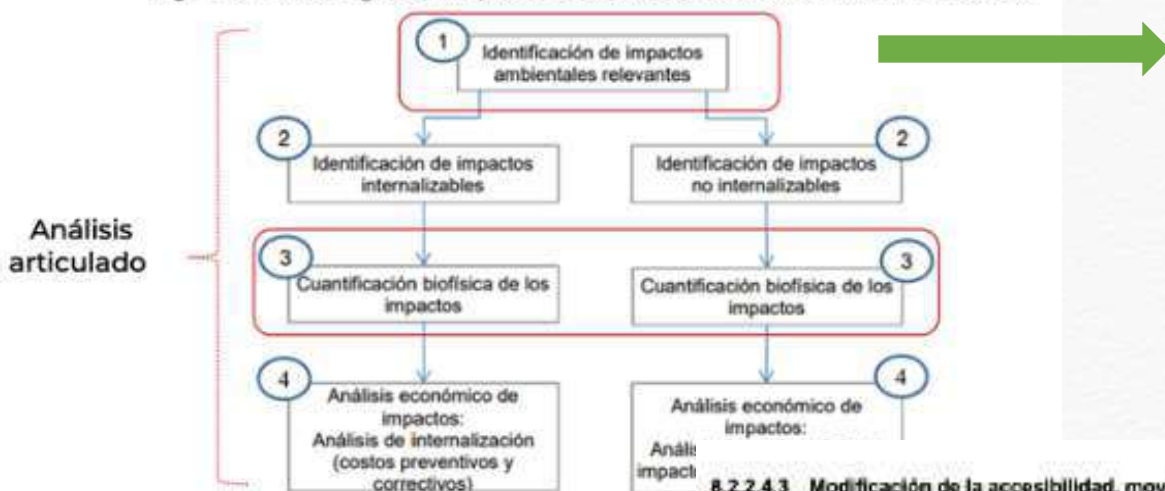 1
Identificación de impactos
ambientales relevantes
2
Identificación de impactos
internalizables
2
Identificación de impactos
no internalizables
Análisis
articulado
3
Cuantificación biofísica de los
impactos
3
Cuantificación biofísica de los
impactos
4
Análisis económico de
impactos:
Análisis de internalización
(costos preventivos y
correctivos)
4
Análisis económico de
impactos:
8.2.2.4.3 Modificación de la accesibilidad, mov